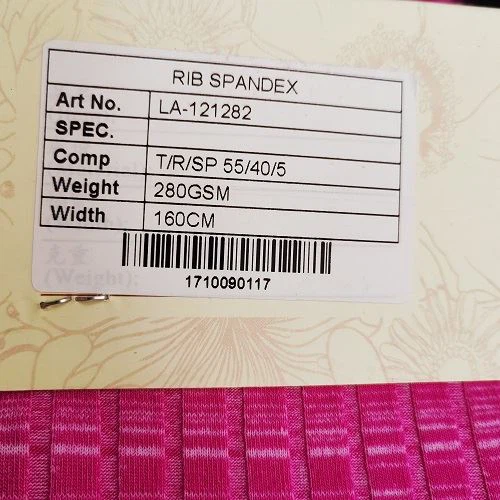 RIB SPANDEX
Art No. LA-121282
SPEC.
Comp T/R/SP 55/40/5
Weight 280GSM
Width 160CM
1710090117
(Weight):